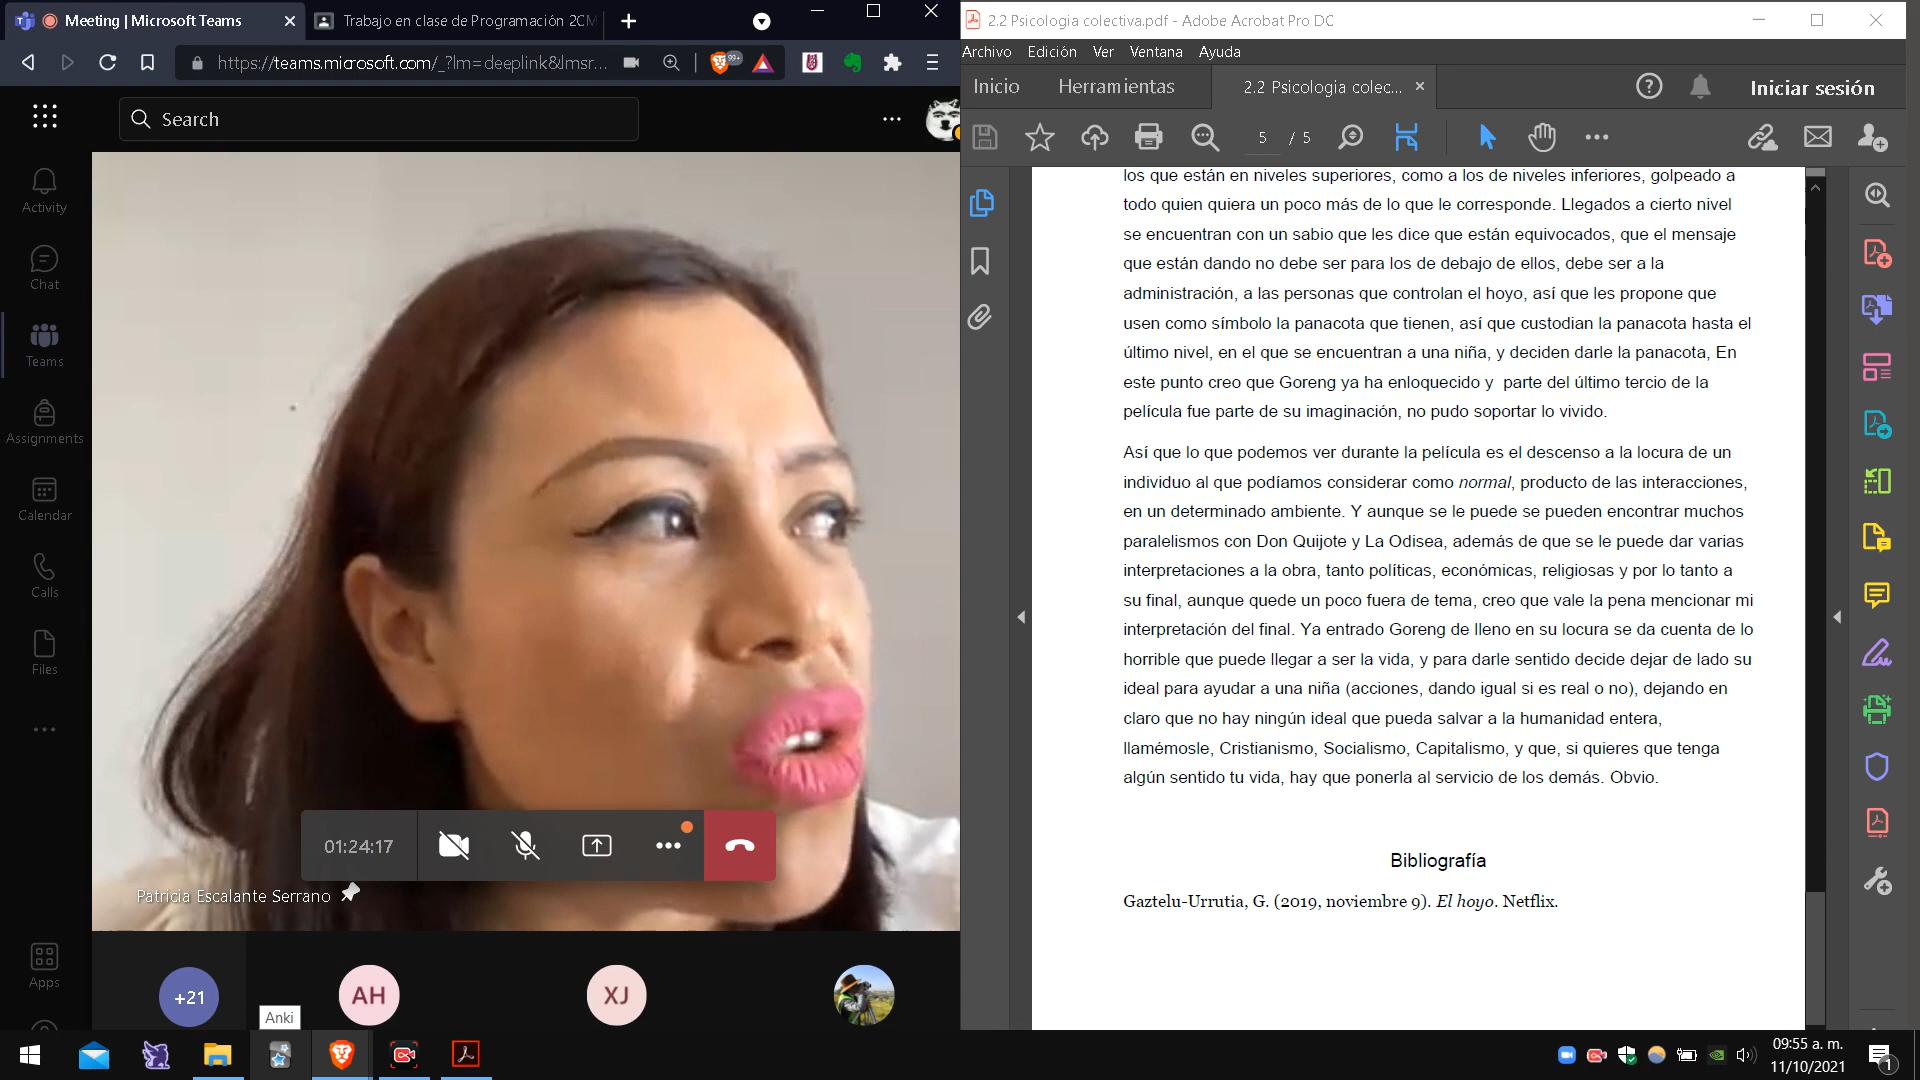 Meeting | Microsoft Teams
Trabajo en clase de Programación 2CM
https://teams.microsoft.com/_?lm=deeplink&lmsr...
99+
Search
Activity
Chat
Teams
Assignments
Calendar
Calls
Files
Apps
01:24:17
Patricia Escalante Serrano
+21
AH
XJ
Anki
2.2 Psicologia colectiva.pdf - Adobe Acrobat Pro DC
Archivo Edición Ver Ventana Ayuda
Inicio Herramientas 2.2 Psicologia colec... Iniciar sesión
5 / 5
los que están en niveles superiores, como a los de niveles inferiores, golpeado a
todo quien quiera un poco más de lo que le corresponde. Llegados a cierto nivel
se encuentran con un sabio que les dice que están equivocados, que el mensaje
que están dando no debe ser para los de debajo de ellos, debe ser a la
administración, a las personas que controlan el hoyo, así que les propone que
usen como símbolo la panacota que tienen, así que custodian la panacota hasta el
último nivel, en el que se encuentran a una niña, y deciden darle la panacota, En
este punto creo que Goreng ya ha enloquecido y  parte del último tercio de la
película fue parte de su imaginación, no pudo soportar lo vivido.
Así que lo que podemos ver durante la película es el descenso a la locura de un
individuo al que podíamos considerar como normal, producto de las interacciones,
en un determinado ambiente. Y aunque se le puede se pueden encontrar muchos
paralelismos con Don Quijote y La Odisea, además de que se le puede dar varias
interpretaciones a la obra, tanto políticas, económicas, religiosas y por lo tanto a
su final, aunque quede un poco fuera de tema, creo que vale la pena mencionar mi
interpretación del final. Ya entrado Goreng de lleno en su locura se da cuenta de lo
horrible que puede llegar a ser la vida, y para darle sentido decide dejar de lado su
ideal para ayudar a una niña (acciones, dando igual si es real o no), dejando en
claro que no hay ningún ideal que pueda salvar a la humanidad entera,
llamémosle, Cristianismo, Socialismo, Capitalismo, y que, si quieres que tenga
algún sentido tu vida, hay que ponerla al servicio de los demás. Obvio.
Bibliografía
Gaztelu-Urrutia, G. (2019, noviembre 9). El hoyo. Netflix.
09:55 a. m.
11/10/2021
1